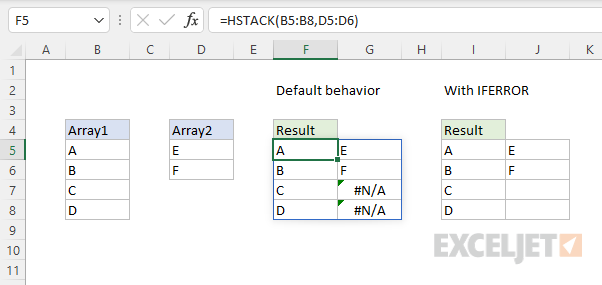 F5 fx =HSTACK(B5:B8,D5:D6)
A B C D E F G H I J K
1
2 Default behavior With IFERROR
3
4 Array1 Array2 Result Result
5 A E A E A E
6 B F B F B F
7 C C #N/A C
8 D D #N/A D
9
10
11
EXCELJET